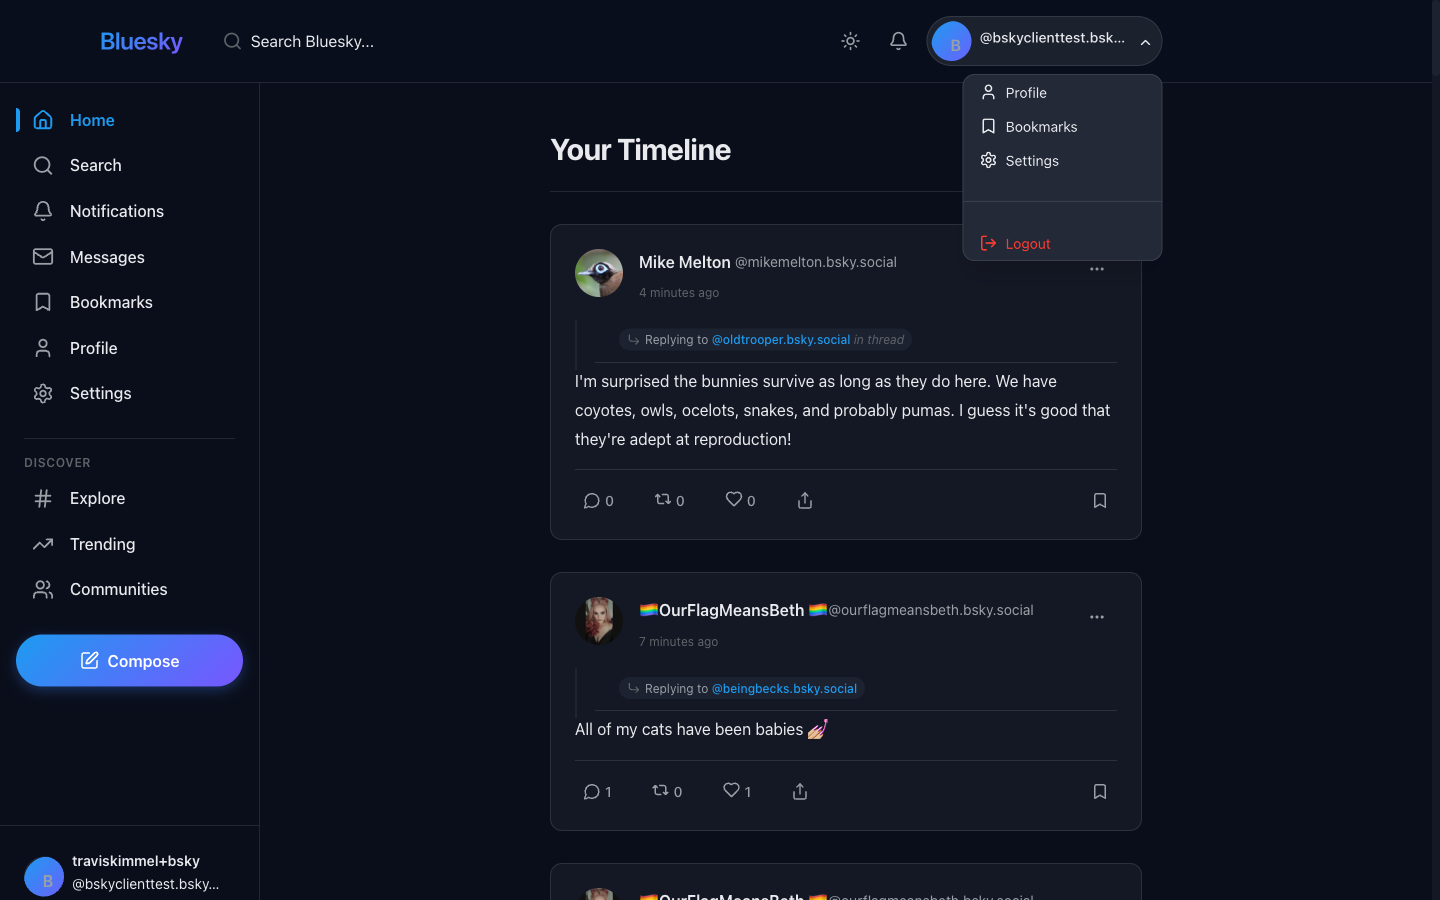 Bluesky
Search Bluesky...
B
@bskyclienttest.bsk...
Profile
Bookmarks
Settings
Logout
Home
Search
Notifications
Messages
Bookmarks
Profile
Settings
DISCOVER
Explore
Trending
Communities
Compose
B
traviskimmel+bsky
@bskyclienttest.bsky...
Your Timeline
Mike Melton @mikemelton.bsky.social
4 minutes ago
Replying to @oldtrooper.bsky.social in thread
I'm surprised the bunnies survive as long as they do here. We have
coyotes, owls, ocelots, snakes, and probably pumas. I guess it's good that
they're adept at reproduction!
0 0 0
🏳️‍🌈OurFlagMeansBeth 🏳️‍🌈@ourflagmeansbeth.bsky.social
7 minutes ago
Replying to @beingbecks.bsky.social
All of my cats have been babies 💅🏼
1 0 1
🏳️‍🌈OurFlagMeansBeth 🏳️‍🌈@ourflagmeansbeth.bsky.social